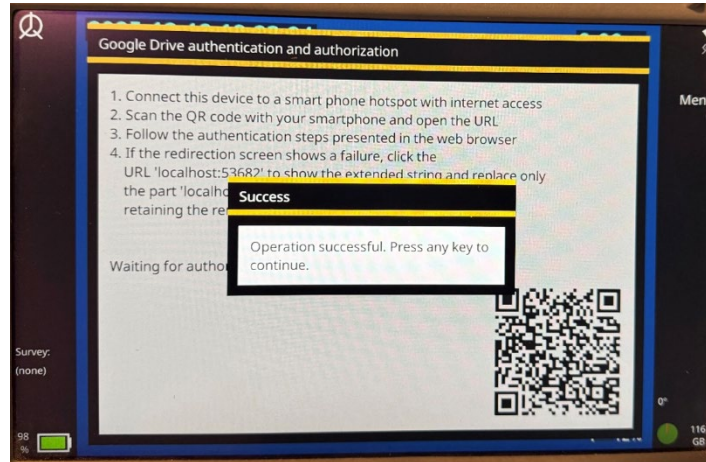 Google Drive authentication and authorization
1. Connect this device to a smart phone hotspot with internet access
2. Scan the QR code with your smartphone and open the URL
3. Follow the authentication steps presented in the web browser
4. If the redirection screen shows a failure, click the
URL 'localhost:53682' to show the extended string and replace only
the part
retaining the
Success
Operation successful. Press any key to
continue.
Waiting for
Men
Survey:
(none)
98
%
0°
116
GB